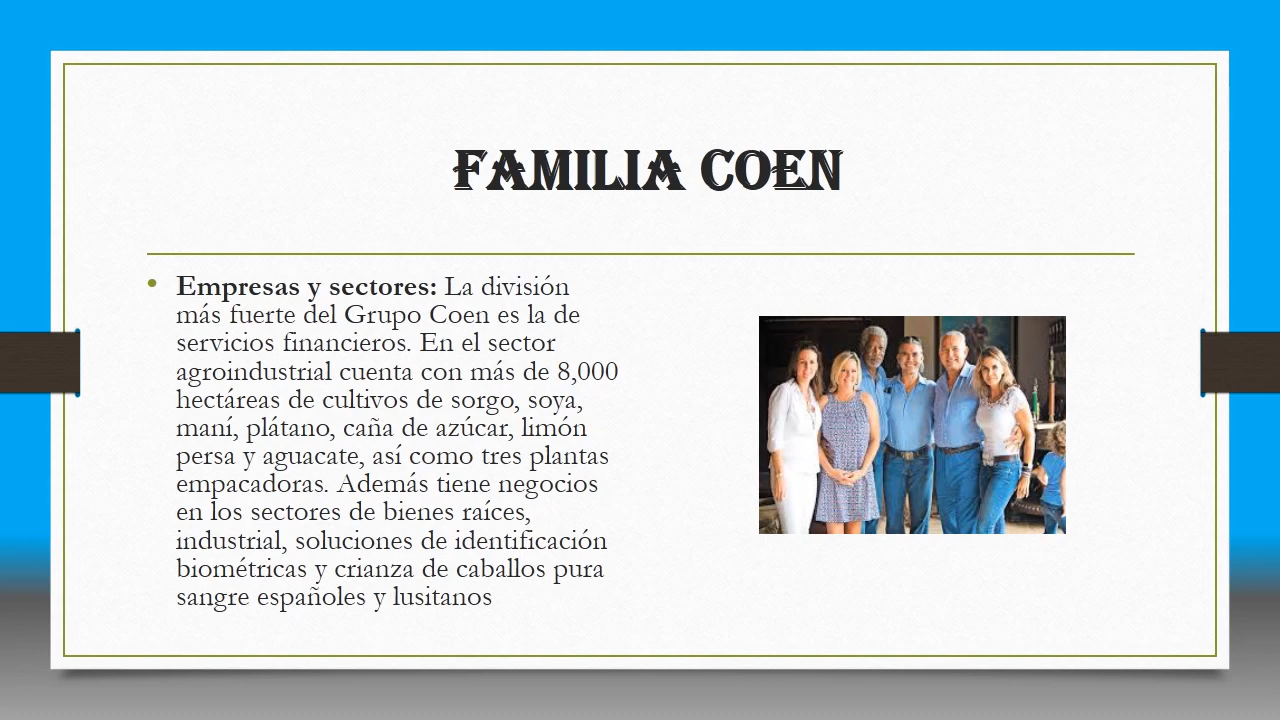 FAMILIA COEN
• Empresas y sectores: La división
más fuerte del Grupo Coen es la de
servicios financieros. En el sector
agroindustrial cuenta con más de 8,000
hectáreas de cultivos de sorgo, soya,
maní, plátano, caña de azúcar, limón
persa y aguacate, así como tres plantas
empacadoras. Además tiene negocios
en los sectores de bienes raíces,
industrial, soluciones de identificación
biométricas y crianza de caballos pura
sangre españoles y lusitanos